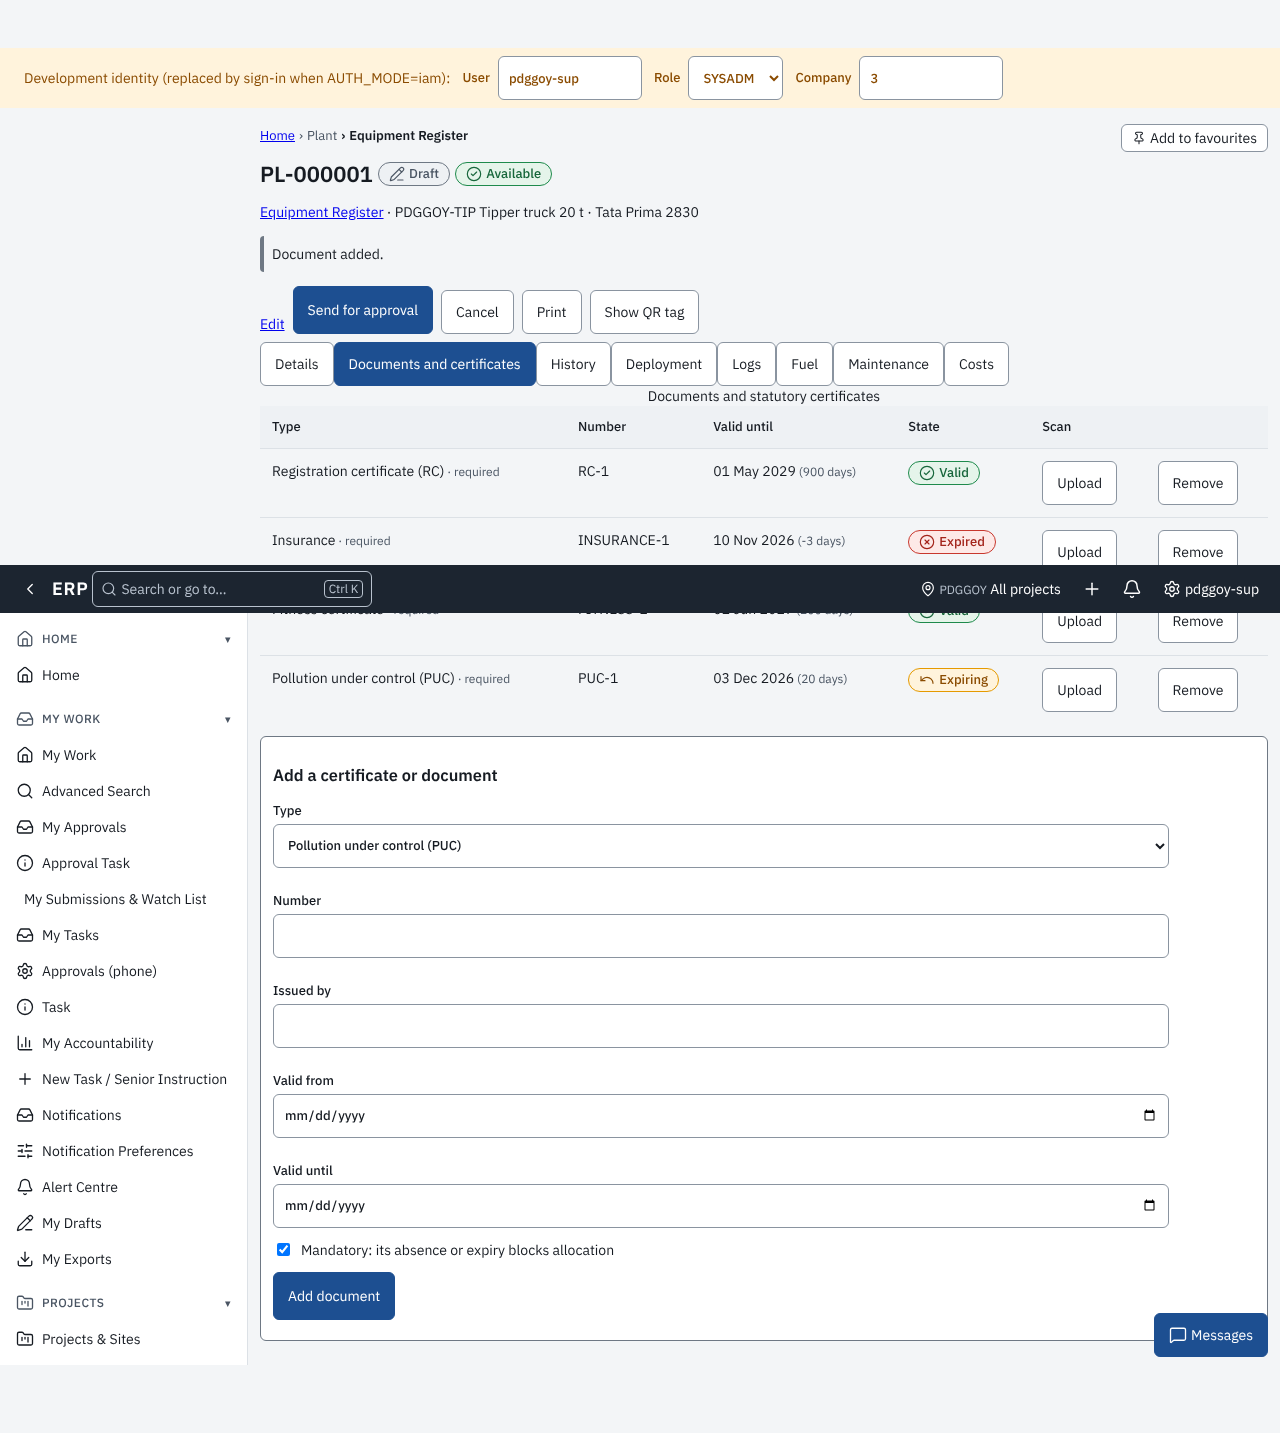 Development identity (replaced by sign-in when AUTH_MODE=iam): User pdggoy-sup Role SYSADM Company 3
Home › Plant › Equipment Register
Add to favourites
PL-000001 Draft Available
Equipment Register · PDGGOY-TIP Tipper truck 20 t · Tata Prima 2830
Document added.
Edit Send for approval Cancel Print Show QR tag
Details Documents and certificates History Deployment Logs Fuel Maintenance Costs
Documents and statutory certificates
Type Number Valid until State Scan
Registration certificate (RC) · required RC-1 01 May 2029 (900 days) Valid Upload Remove
Insurance · required INSURANCE-1 10 Nov 2026 (-3 days) Expired Upload Remove
ERP Search or go to... Ctrl K PDGGOY All projects pdggoy-sup
Upload Remove
Pollution under control (PUC) · required PUC-1 03 Dec 2026 (20 days) Expiring Upload Remove
HOME
Home
MY WORK
My Work
Advanced Search
My Approvals
Approval Task
My Submissions & Watch List
My Tasks
Approvals (phone)
Task
My Accountability
New Task / Senior Instruction
Notifications
Notification Preferences
Alert Centre
My Drafts
My Exports
PROJECTS
Projects & Sites
Add a certificate or document
Type
Pollution under control (PUC)
Number
Issued by
Valid from
mm/dd/yyyy
Valid until
mm/dd/yyyy
Mandatory: its absence or expiry blocks allocation
Add document
Messages